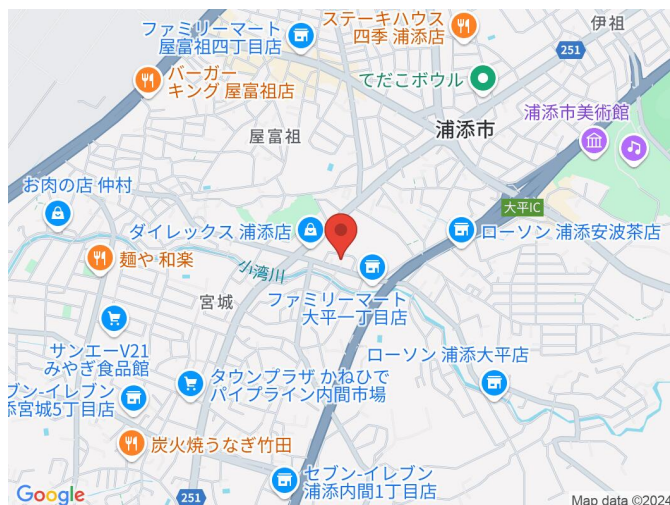 ステーキハウス
四季 浦添店
伊祖
ファミリーマート
屋富祖四丁目店
251
バーガー
キング 屋富祖店
てだこボウル
浦添市
浦添市美術館
屋富祖
お肉の店 仲村
大平IC
ダイレックス 浦添店
ローソン 浦添安波茶店
麺や 和楽
小湾川
宮城
ファミリーマート
大平一丁目店
サンエーV21
みやぎ食品館
ローソン 浦添大平店
タウンプラザ かねひで
パイプライン内間市場
ブン-イレブン
添宮城5丁目店
炭火焼うなぎ竹田
セブン-イレブン
浦添内間1丁目店
251
Google
Map data ©2024